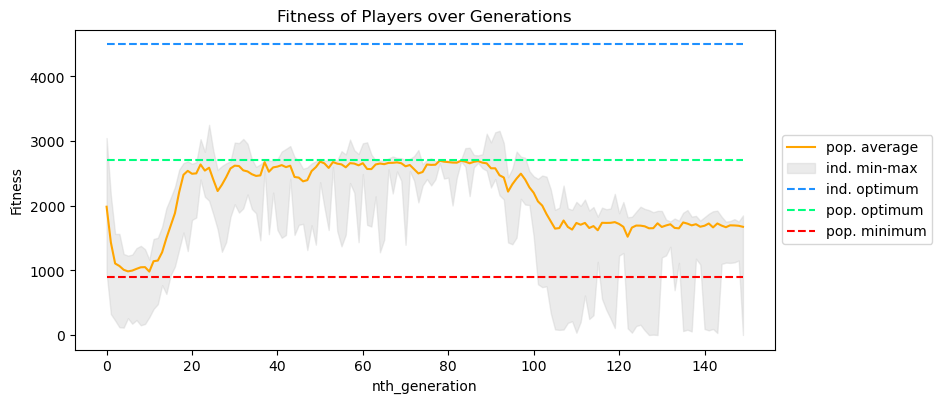 Fitness of Players over Generations
Fitness
4000
3000
2000
1000
0
0 20 40 60 80 100 120 140
nth_generation
pop. average
ind. min-max
ind. optimum
pop. optimum
pop. minimum